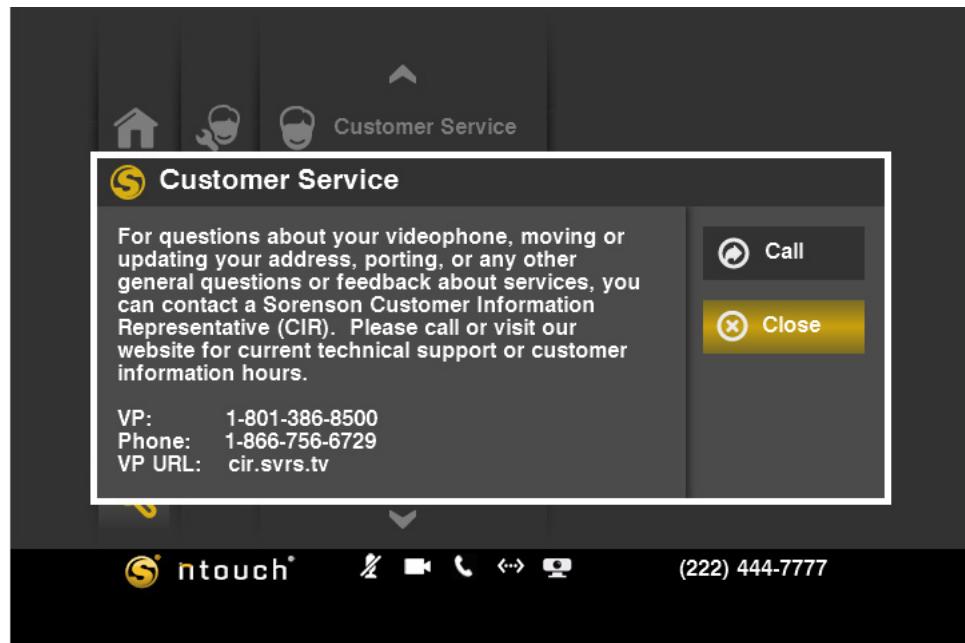 Customer Service
Customer Service
For questions about your videophone, moving or
updating your address, porting, or any other
general questions or feedback about services, you
can contact a Sorenson Customer Information
Representative (CIR).  Please call or visit our
website for current technical support or customer
information hours.
VP: 1-801-386-8500
Phone: 1-866-756-6729
VP URL: cir.svrs.tv
Call
Close
S ntouch (222) 444-7777